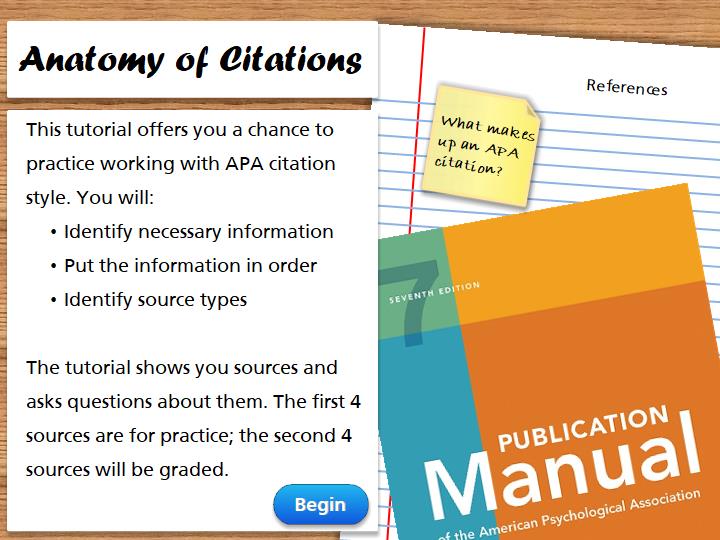 Anatomy of Citations
This tutorial offers you a chance to
practice working with APA citation
style. You will:
• Identify necessary information
• Put the information in order
• Identify source types
The tutorial shows you sources and
asks questions about them. The first 4
sources are for practice; the second 4
sources will be graded.
Begin
References
What makes
up an APA
citation?
7
SEVENTH EDITION
PUBLICATION
Manual
of the American Psychological Association